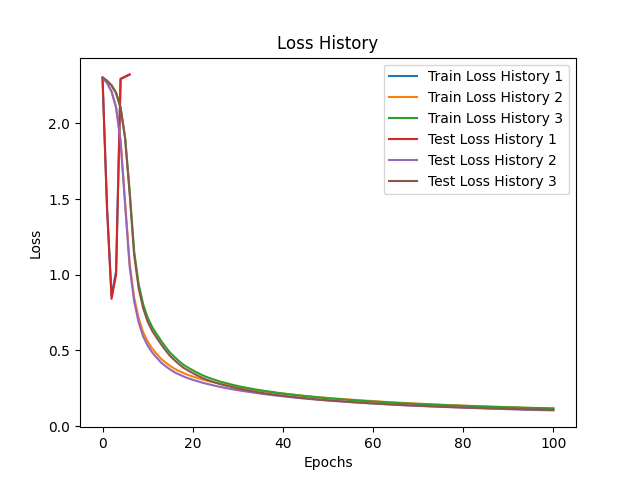 Loss History
Train Loss History 1
Train Loss History 2
Train Loss History 3
Test Loss History 1
Test Loss History 2
Test Loss History 3
Loss
2.0
1.5
1.0
0.5
0.0
0 20 40 60 80 100
Epochs